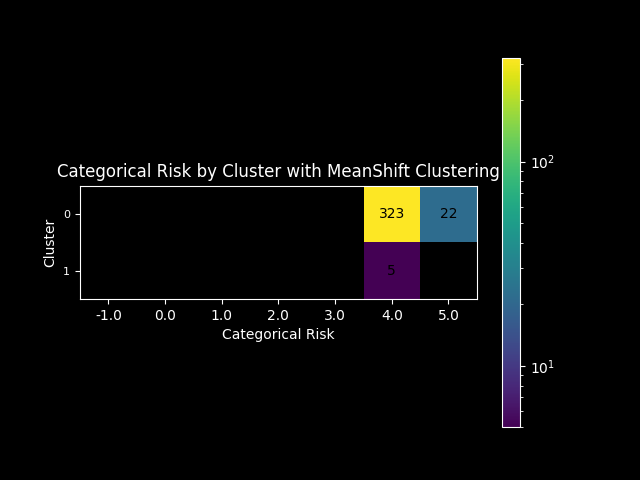 Categorical Risk by Cluster with MeanShift Clustering
Cluster
0
1
323
22
5
-1.0 0.0 1.0 2.0 3.0 4.0 5.0
Categorical Risk
10²
10¹